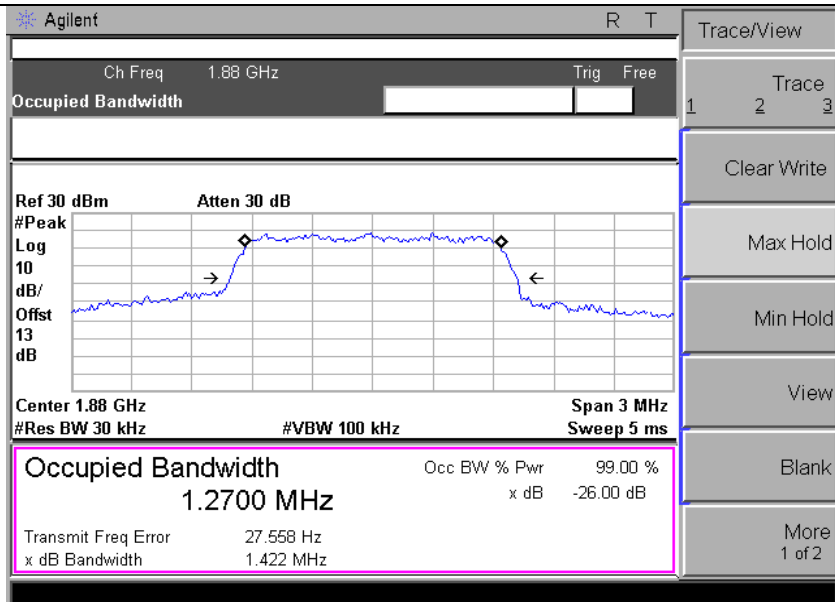 Agilent R T
Ch Freq 1.88 GHz Trig Free
Occupied Bandwidth
Ref 30 dBm Atten 30 dB
#Peak
Log
10
dB/
Offst
13
dB
Center 1.88 GHz Span 3 MHz
#Res BW 30 kHz #VBW 100 kHz Sweep 5 ms
Occupied Bandwidth Occ BW % Pwr 99.00 %
1.2700 MHz x dB -26.00 dB
Transmit Freq Error 27.558 Hz
x dB Bandwidth 1.422 MHz
Trace/View
Trace
1 2 3
Clear Write
Max Hold
Min Hold
View
Blank
More
1 of 2